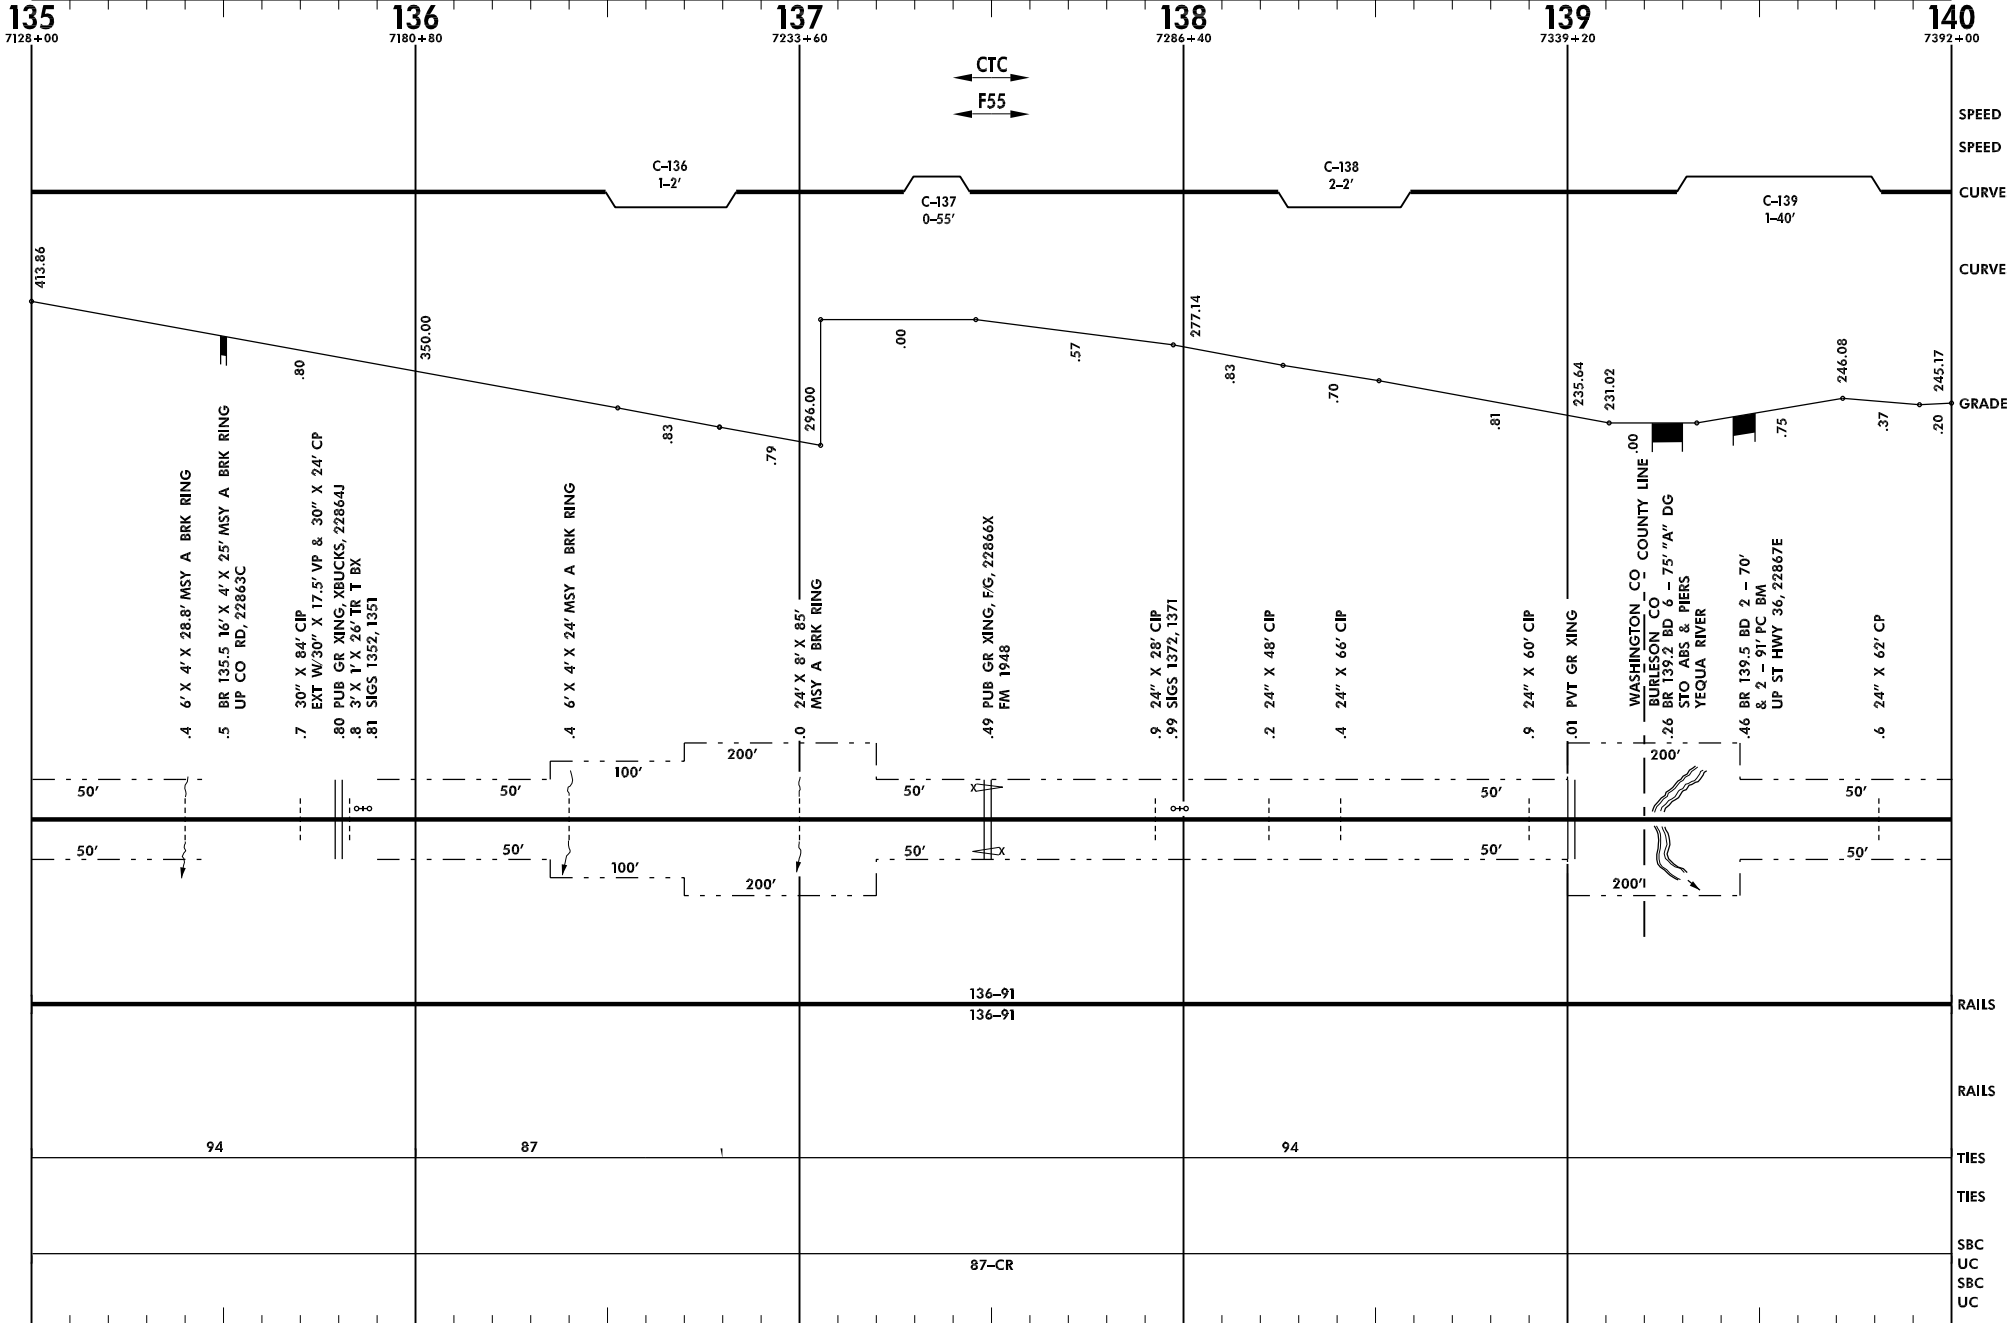 135
136
137
138
139
140
7128+00
7180+80
7233+60
7286+40
7339+20
7392+00
CTC
F55
SPEED
SPEED
C-136
1-2'
C-137
0-55'
C-138
2-2'
C-139
1-40'
CURVE
CURVE
413.86
350.00
296.00
277.14
235.64
231.02
246.08
245.17
.80
.83
.79
.00
.57
.83
.70
.81
.00
.75
.37
.20
GRADE
.4 6' X 4' X 28.8' MSY A BRK RING
.5 BR 135.5 16' X 4' X 25' MSY A BRK RING
UP CO RD, 22863C
.7 30" X 84' CIP
EXT W/30" X 17.5' VP & 30" X 24' CP
.80 PUB GR XING, XBUCKS, 22864J
.8 3' X 1' X 26' TR T BX
.81 SIGS 1352, 1351
.4 6' X 4' X 24' MSY A BRK RING
.0 24' X 8' X 85'
MSY A BRK RING
.49 PUB GR XING, F/G, 22866X
FM 1948
.9 24" X 28' CIP
.99 SIGS 1372, 1371
.2 24" X 48' CIP
.4 24" X 66' CIP
.9 24" X 60' CIP
.01 PVT GR XING
WASHINGTON CO COUNTY LINE
BURLESON CO
.26 BR 139.2 BD 6 - 75' "A" DG
STO ABS & PIERS
YEQUA RIVER
.46 BR 139.5 BD 2 - 70'
& 2 - 91' PC BM
UP ST HWY 36, 22867E
.6 24" X 62' CP
50'
50'
100'
200'
50'
50'
200'
50'
X
50'
50'
100'
200'
50'
X
50'
200'
50'
136-91
136-91
RAILS
RAILS
94
87
94
TIES
TIES
87-CR
SBC
UC
SBC
UC